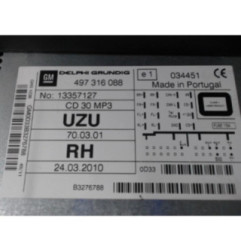 GM DELPHI GRUNDIG
497 316 088
e1 034451
Made in Portugal
No: 13357127
CD 30 MP3
UZU
70.03.01
RH
24.03.2010
0D33
B3276788